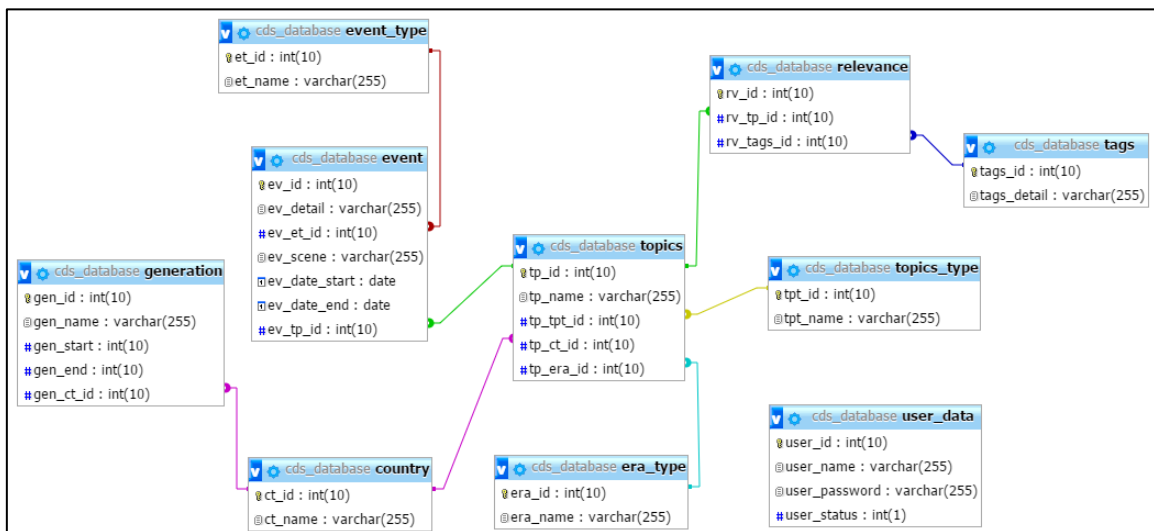 cds_database event_type
et_id : int(10)
et_name : varchar(255)
cds_database relevance
rv_id : int(10)
rv_tp_id : int(10)
rv_tags_id : int(10)
cds_database tags
tags_id : int(10)
tags_detail : varchar(255)
cds_database event
ev_id : int(10)
ev_detail : varchar(255)
ev_et_id : int(10)
ev_scene : varchar(255)
ev_date_start : date
ev_date_end : date
ev_tp_id : int(10)
cds_database topics
tp_id : int(10)
tp_name : varchar(255)
tp_tpt_id : int(10)
tp_ct_id : int(10)
tp_era_id : int(10)
cds_database topics_type
tpt_id : int(10)
tpt_name : varchar(255)
cds_database generation
gen_id : int(10)
gen_name : varchar(255)
gen_start : int(10)
gen_end : int(10)
gen_ct_id : int(10)
cds_database country
ct_id : int(10)
ct_name : varchar(255)
cds_database era_type
era_id : int(10)
era_name : varchar(255)
cds_database user_data
user_id : int(10)
user_name : varchar(255)
user_password : varchar(255)
user_status : int(1)